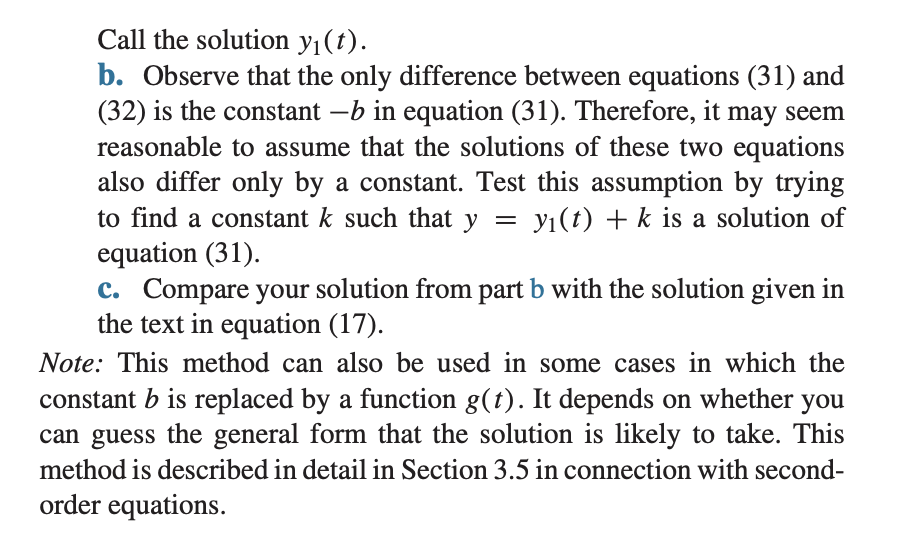 Call the solution y₁(t).
b. Observe that the only difference between equations (31) and
(32) is the constant −b in equation (31). Therefore, it may seem
reasonable to assume that the solutions of these two equations
also differ only by a constant. Test this assumption by trying
to find a constant k such that y = y₁(t) + k is a solution of
equation (31).
c. Compare your solution from part b with the solution given in
the text in equation (17).
Note: This method can also be used in some cases in which the
constant b is replaced by a function g(t). It depends on whether you
can guess the general form that the solution is likely to take. This
method is described in detail in Section 3.5 in connection with second-
order equations.